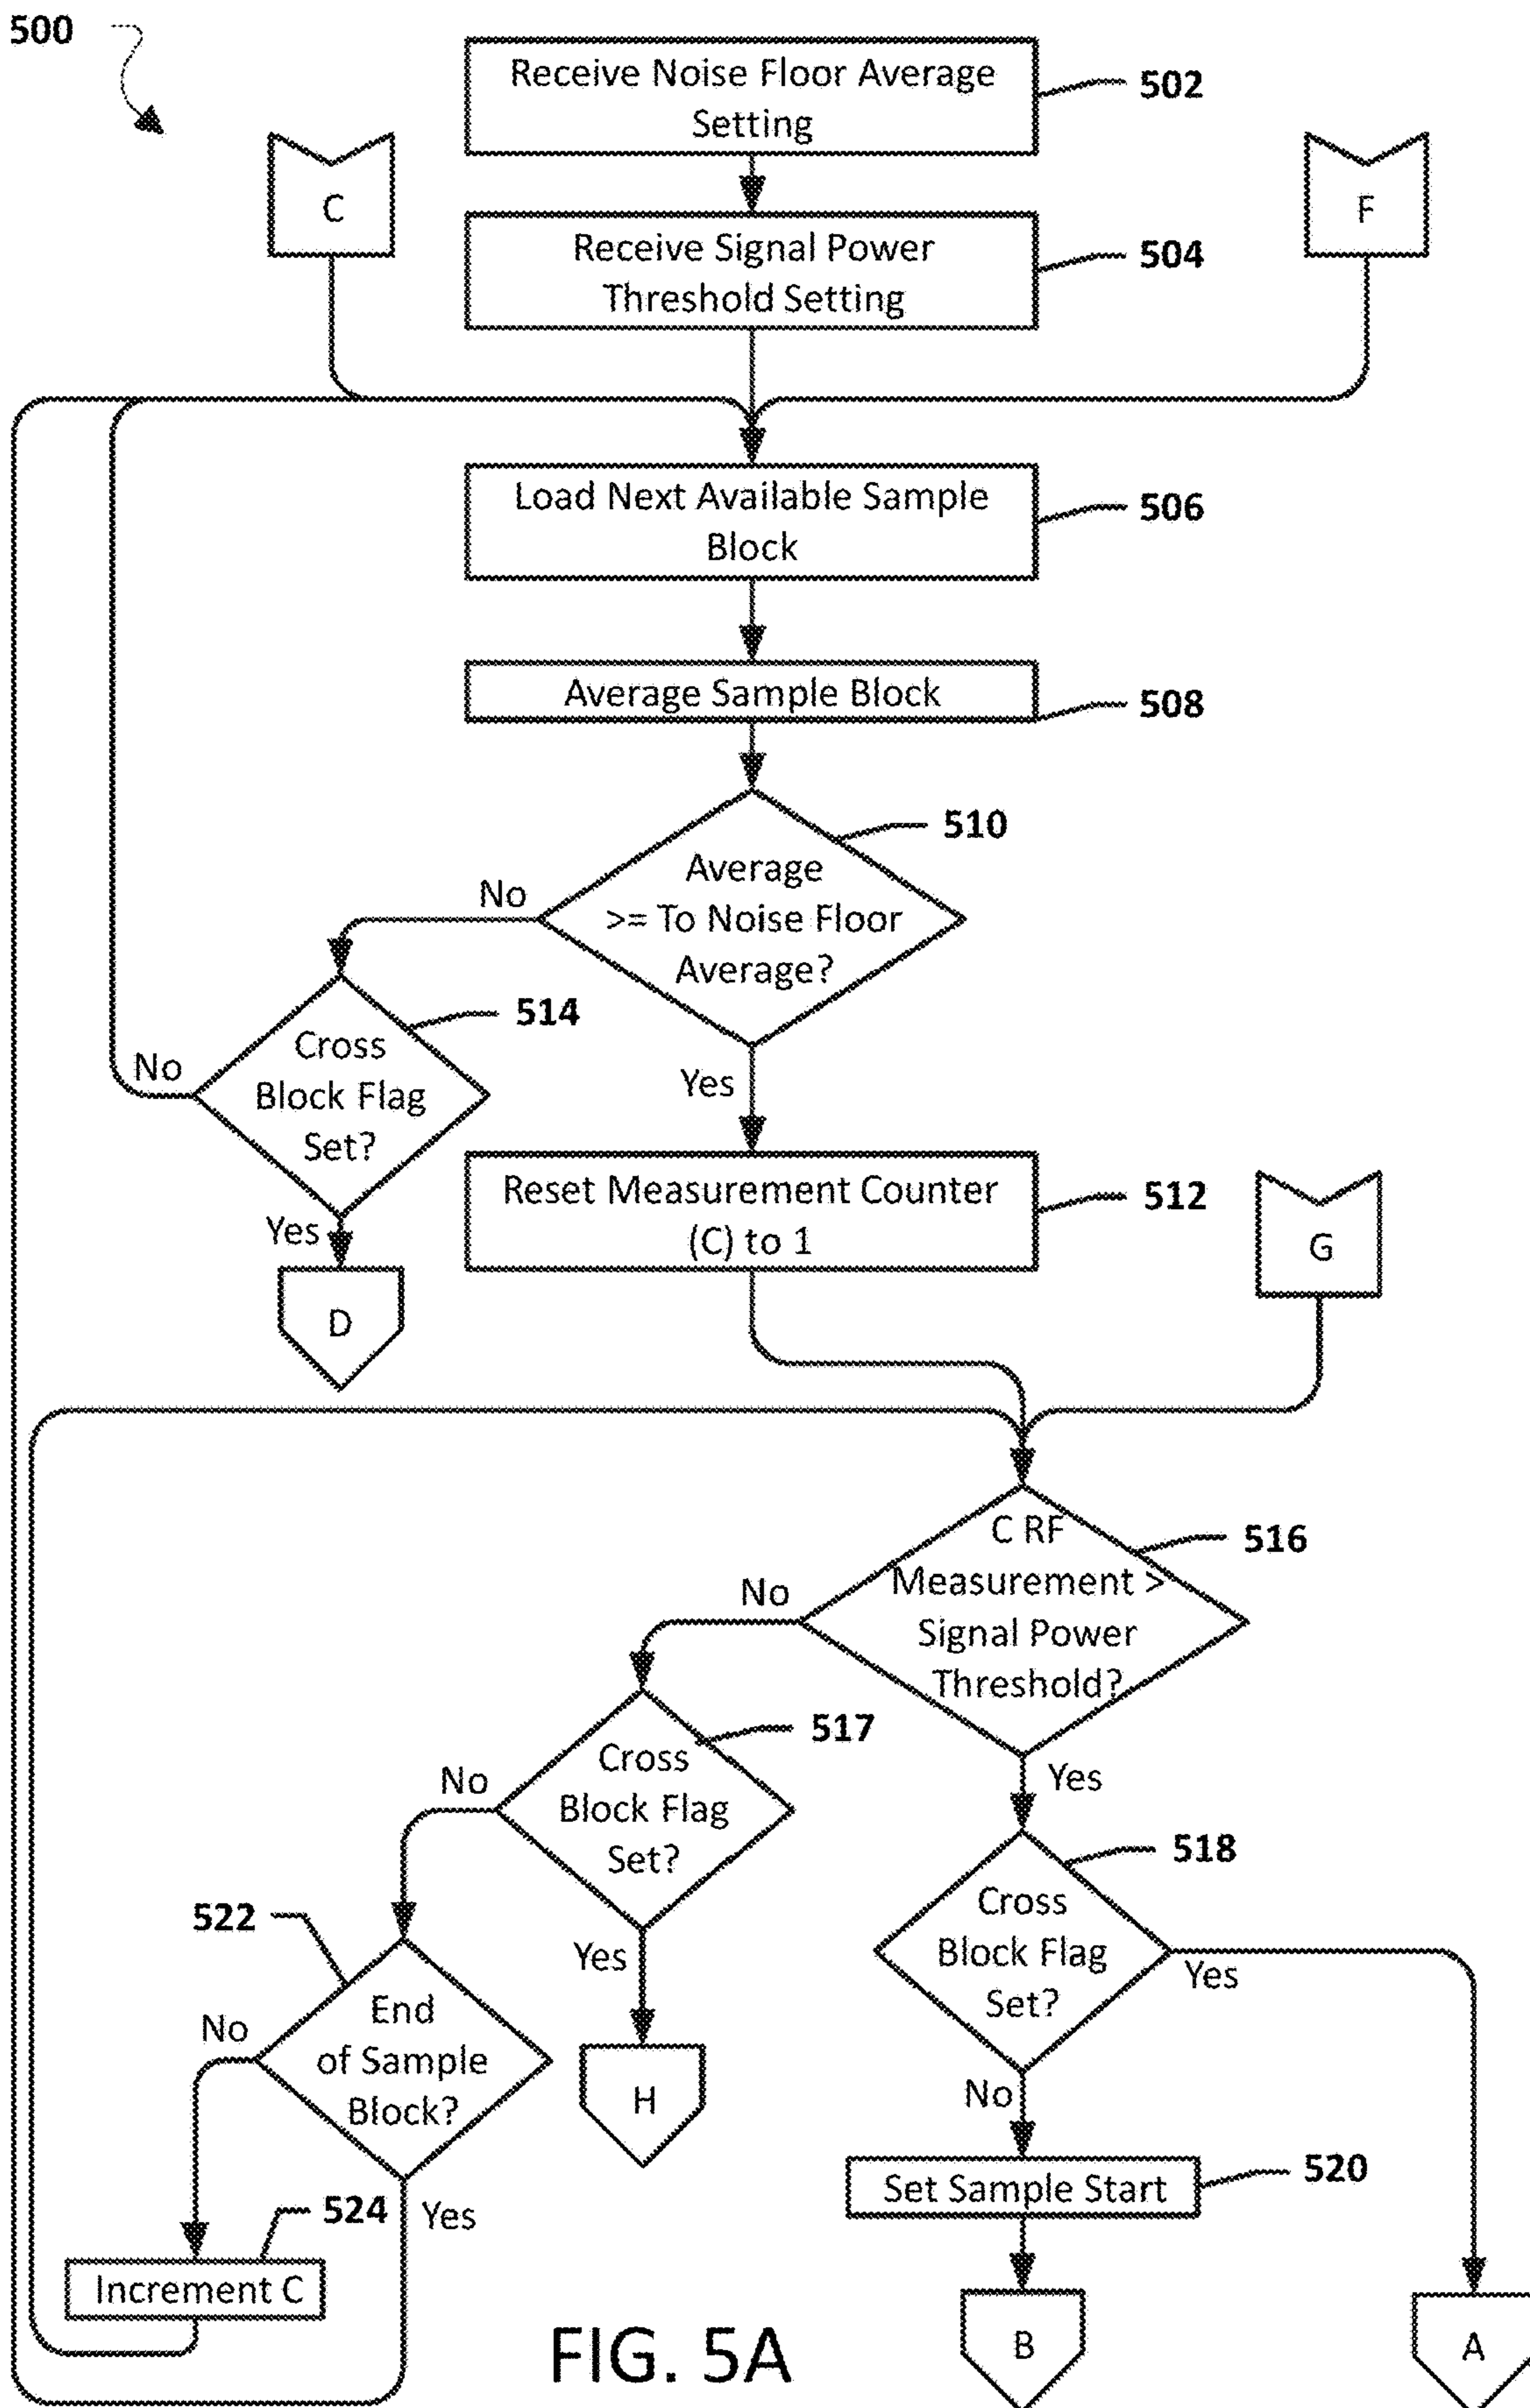 500
Receive Noise Floor Average
Setting
502
C
F
Receive Signal Power
Threshold Setting
504
Load Next Available Sample
Block
506
Average Sample Block
508
510
Average
>= To Noise Floor
Average?
No
514
Cross
Block Flag
Set?
No
Yes
Yes
D
Reset Measurement Counter
(C) to 1
512
G
C RF
Measurement >
Signal Power
Threshold?
516
No
Yes
517
Cross
Block Flag
Set?
No
Yes
H
518
Cross
Block Flag
Set?
Yes
No
522
End
of Sample
Block?
No
Yes
524
Increment C
Set Sample Start
520
B
A
FIG. 5A